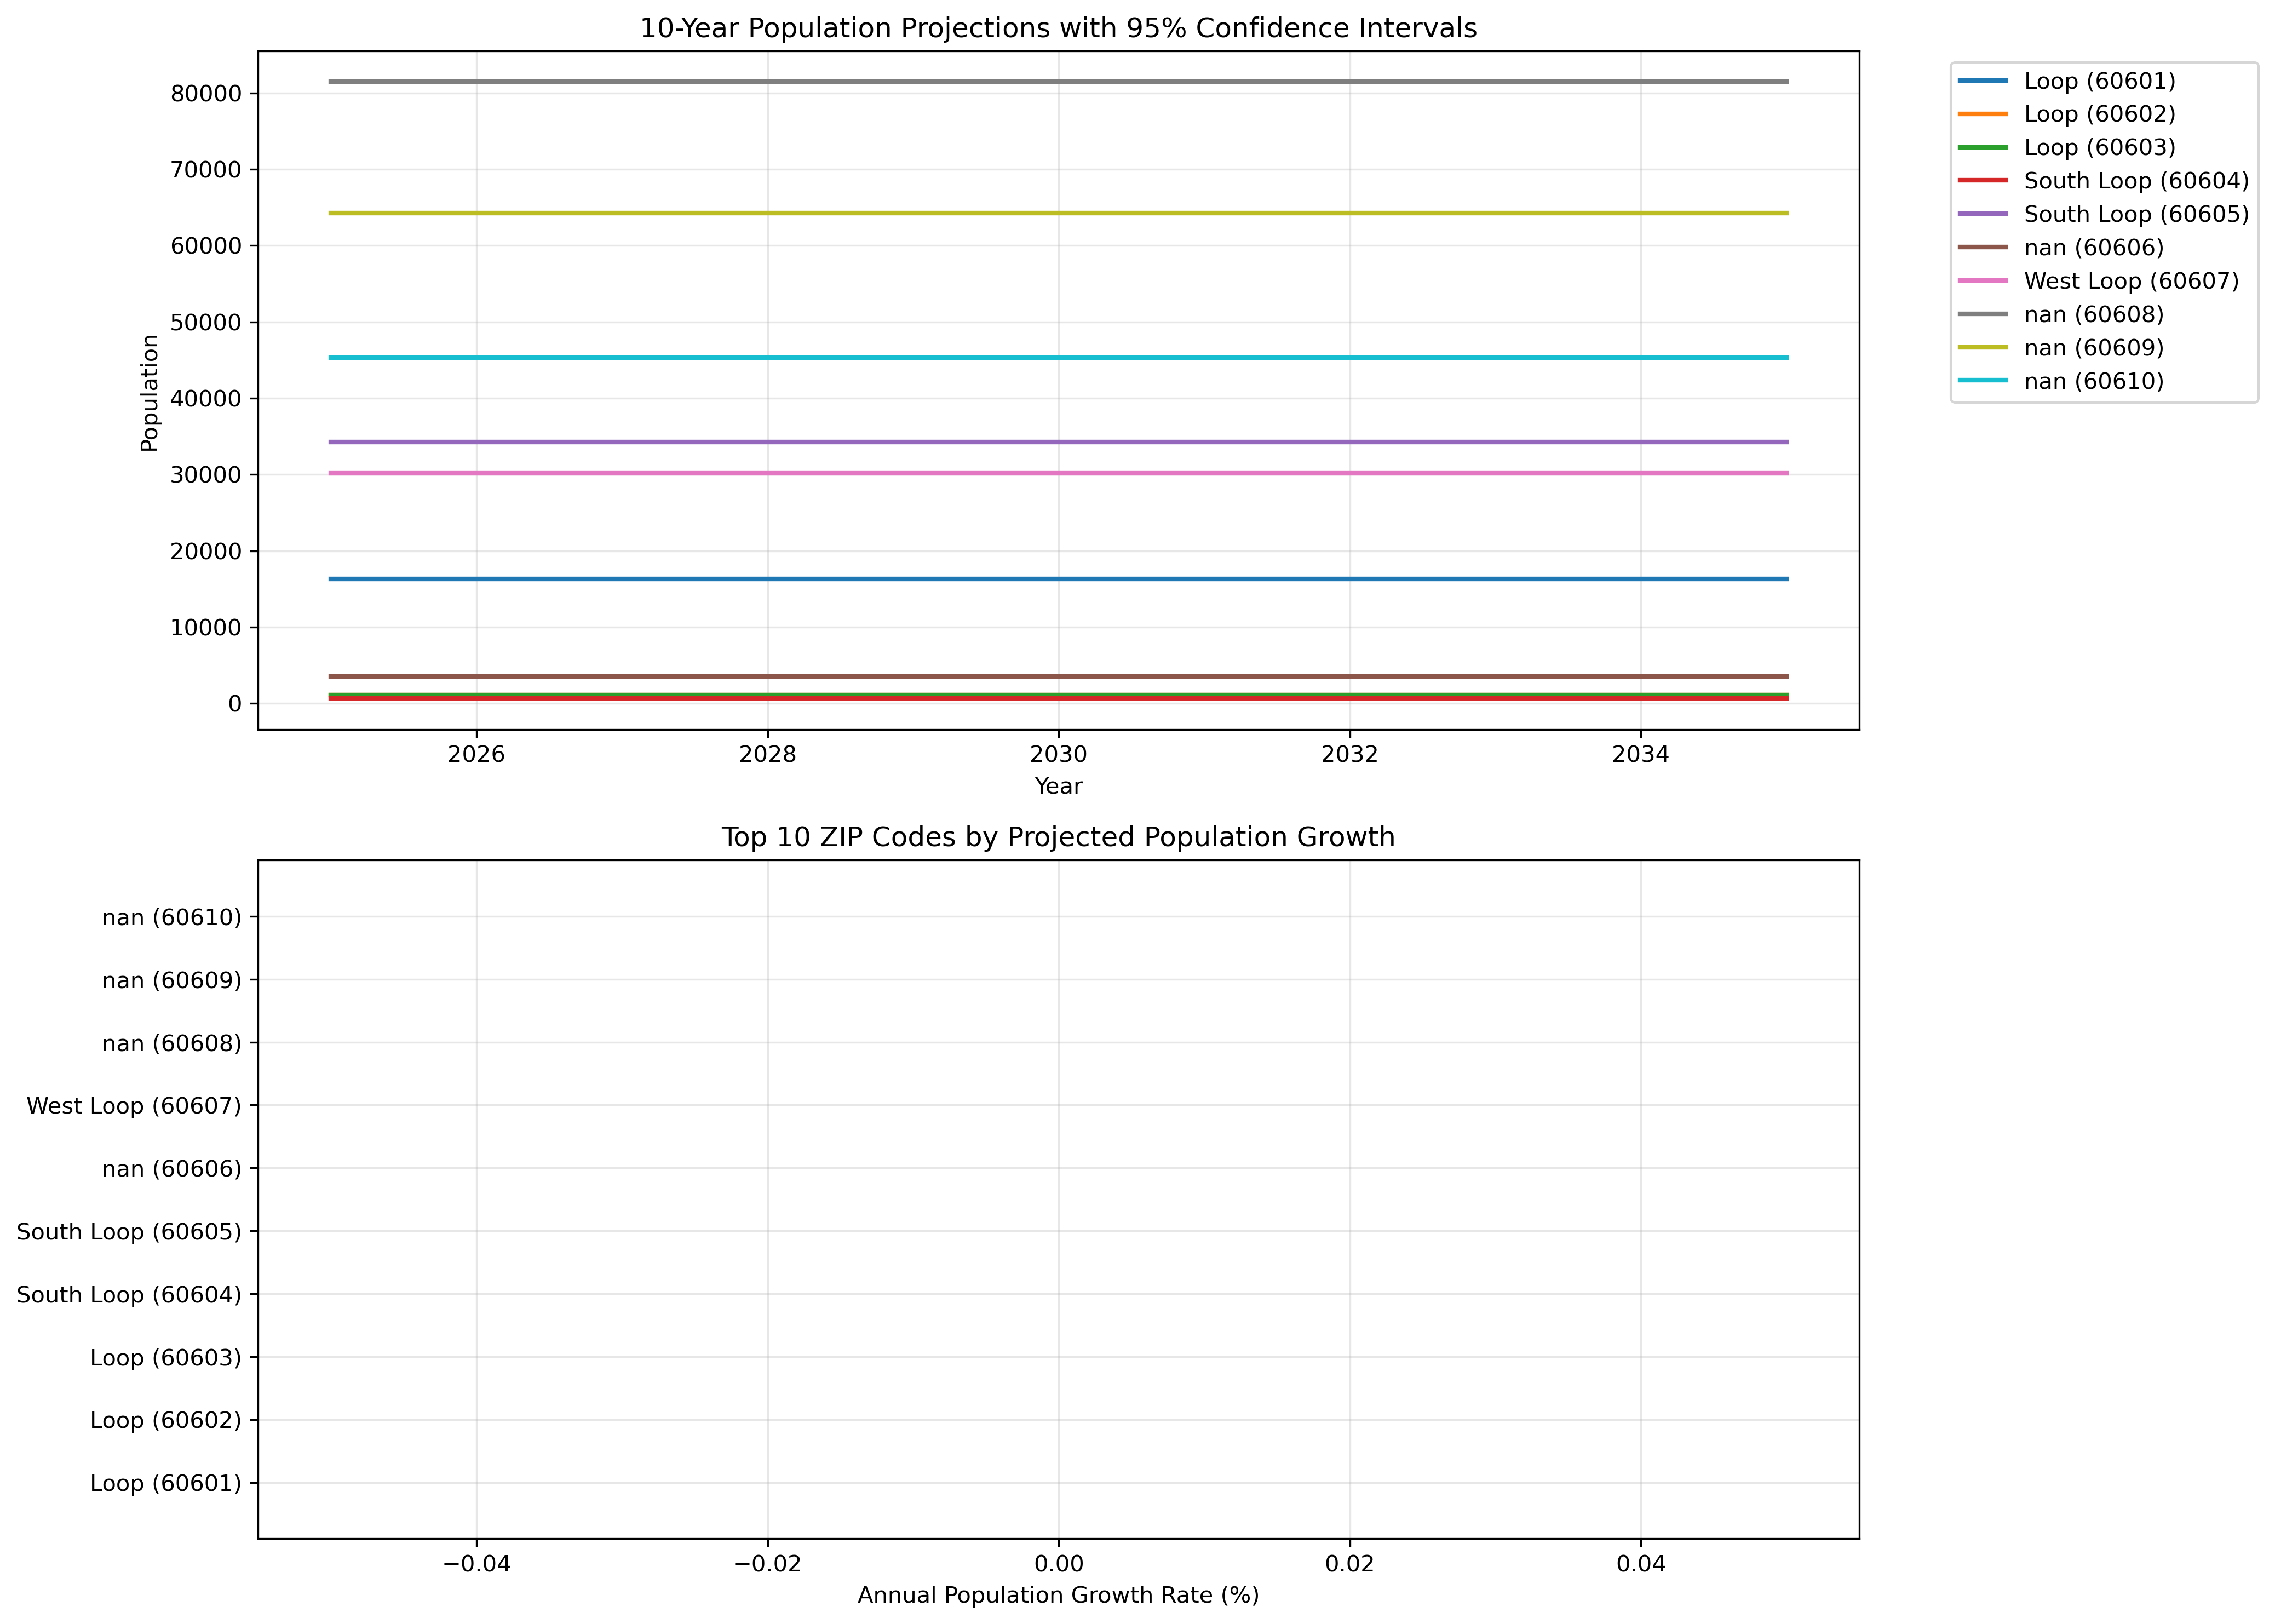 10-Year Population Projections with 95% Confidence Intervals
80000
70000
60000
50000
40000
30000
20000
10000
0
Population
2026
2028
2030
2032
2034
Year
Loop (60601)
Loop (60602)
Loop (60603)
South Loop (60604)
South Loop (60605)
nan (60606)
West Loop (60607)
nan (60608)
nan (60609)
nan (60610)
Top 10 ZIP Codes by Projected Population Growth
nan (60610)
nan (60609)
nan (60608)
West Loop (60607)
nan (60606)
South Loop (60605)
South Loop (60604)
Loop (60603)
Loop (60602)
Loop (60601)
−0.04
−0.02
0.00
0.02
0.04
Annual Population Growth Rate (%)